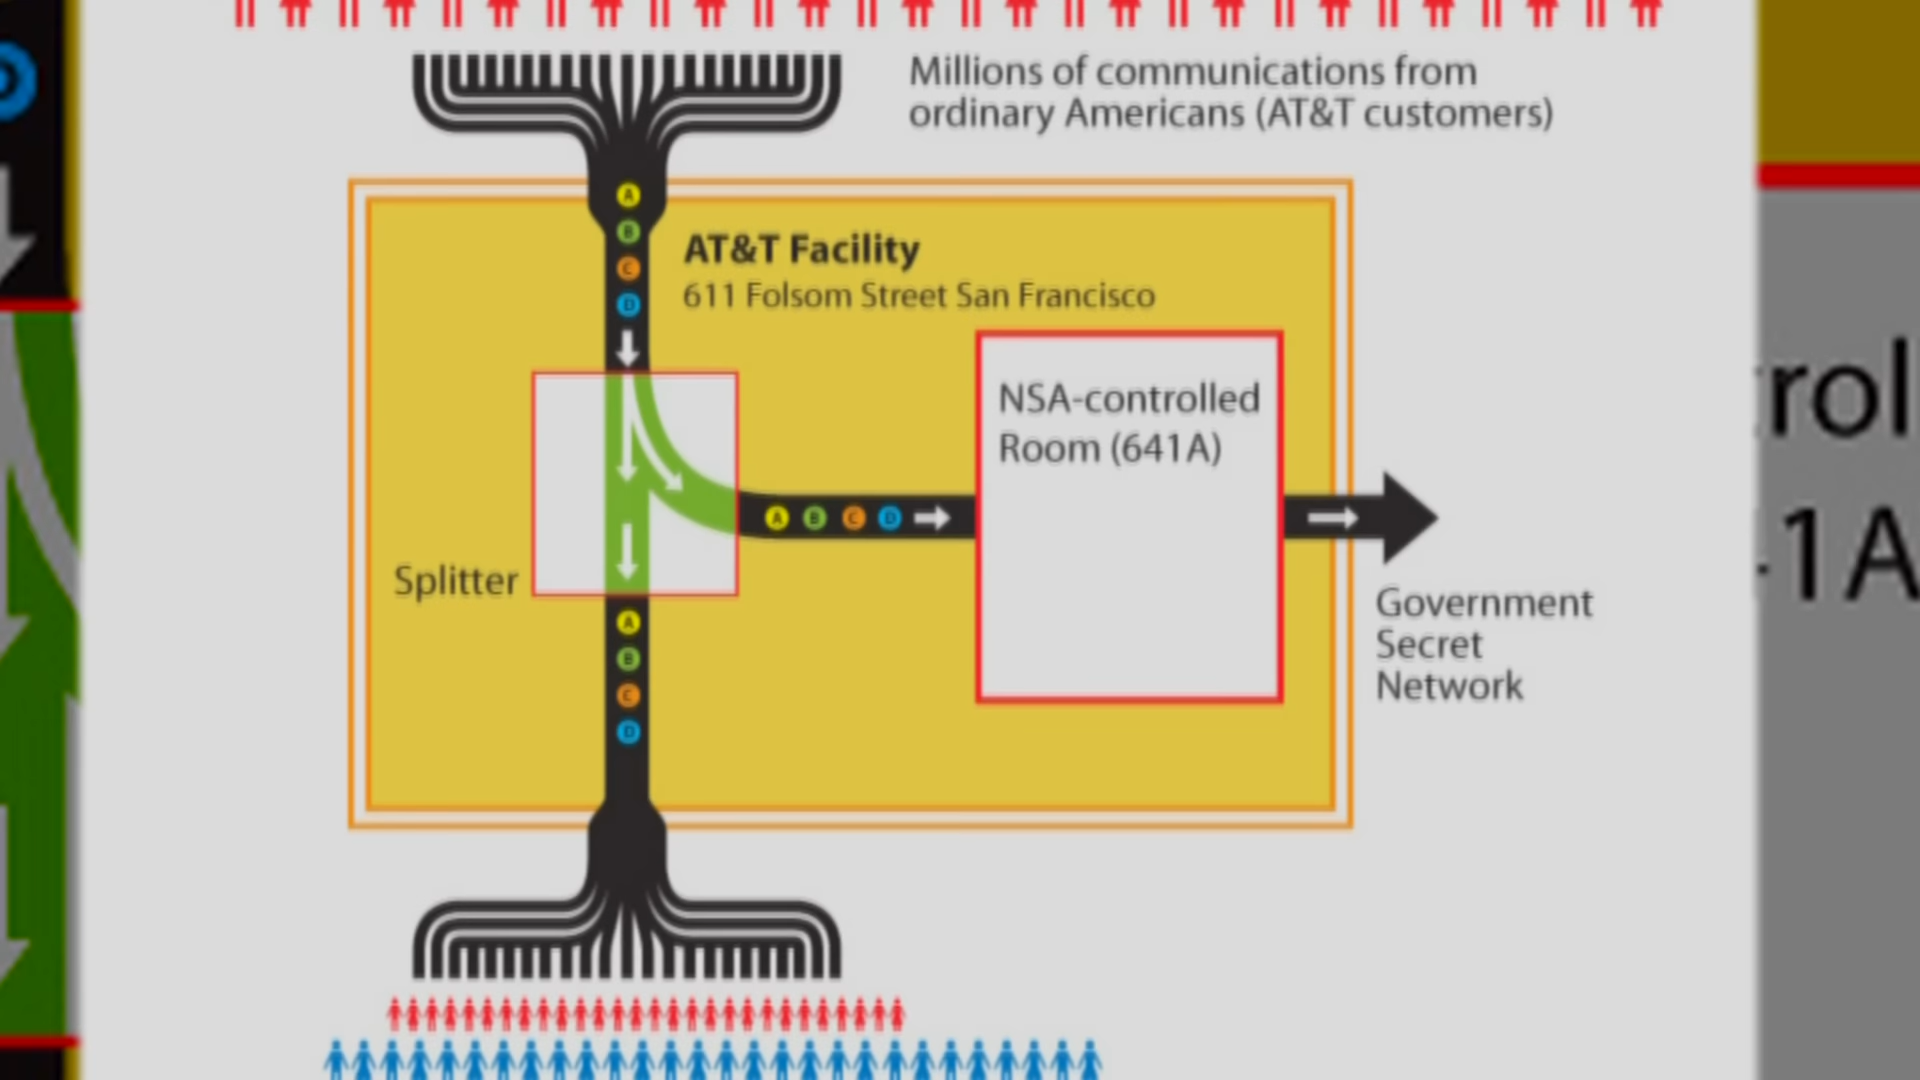 Millions of communications from
ordinary Americans (AT&T customers)
A
B
C
D
AT&T Facility
611 Folsom Street San Francisco
NSA-controlled
Room (641A)
A B C D
Splitter
A
B
C
D
Government
Secret
Network